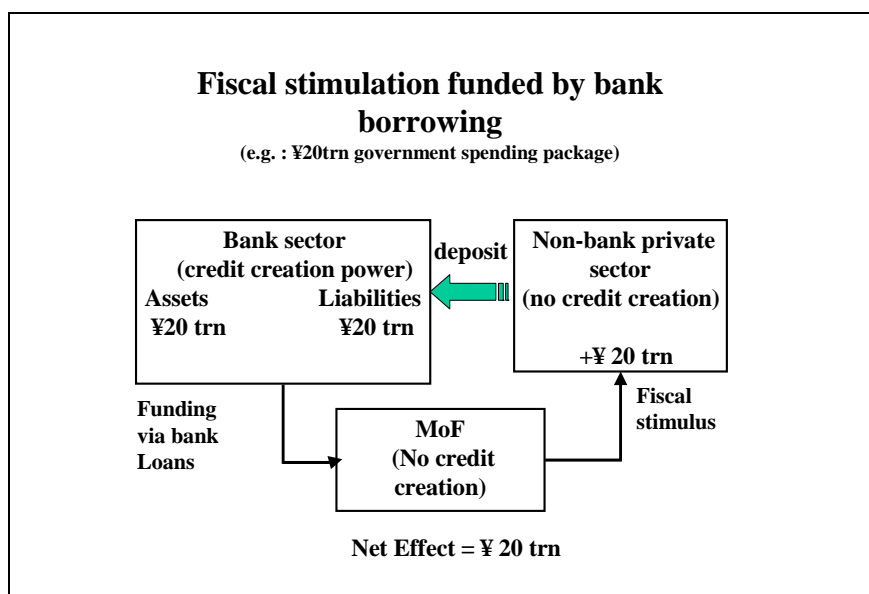 Fiscal stimulation funded by bank
borrowing
(e.g. : ¥20trn government spending package)
Bank sector
(credit creation power)
Assets Liabilities
¥20 trn ¥20 trn
deposit
Non-bank private
sector
(no credit creation)
+¥ 20 trn
Funding
via bank
Loans
MoF
(No credit
creation)
Fiscal
stimulus
Net Effect = ¥ 20 trn